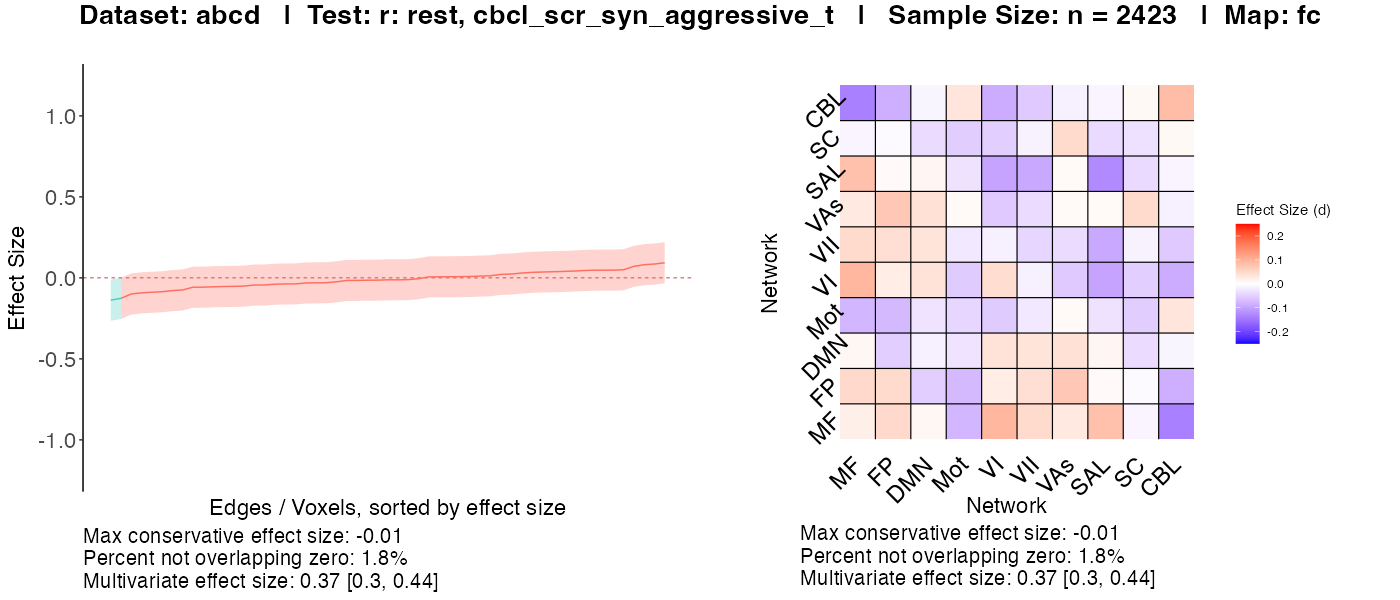 Dataset: abcd | Test: r: rest, cbcl_scr_syn_aggressive_t | Sample Size: n = 2423 | Map: fc
Effect Size
1.0
0.5
0.0
-0.5
-1.0
Edges / Voxels, sorted by effect size
Max conservative effect size: -0.01
Percent not overlapping zero: 1.8%
Multivariate effect size: 0.37 [0.3, 0.44]
Network
CBL
SC
SAL
VAs
VII
VI
Mot
DMN
FP
MF
MF FP DMN Mot VI VII VAs SAL SC CBL
Network
Effect Size (d)
0.2
0.1
0.0
-0.1
-0.2
Max conservative effect size: -0.01
Percent not overlapping zero: 1.8%
Multivariate effect size: 0.37 [0.3, 0.44]